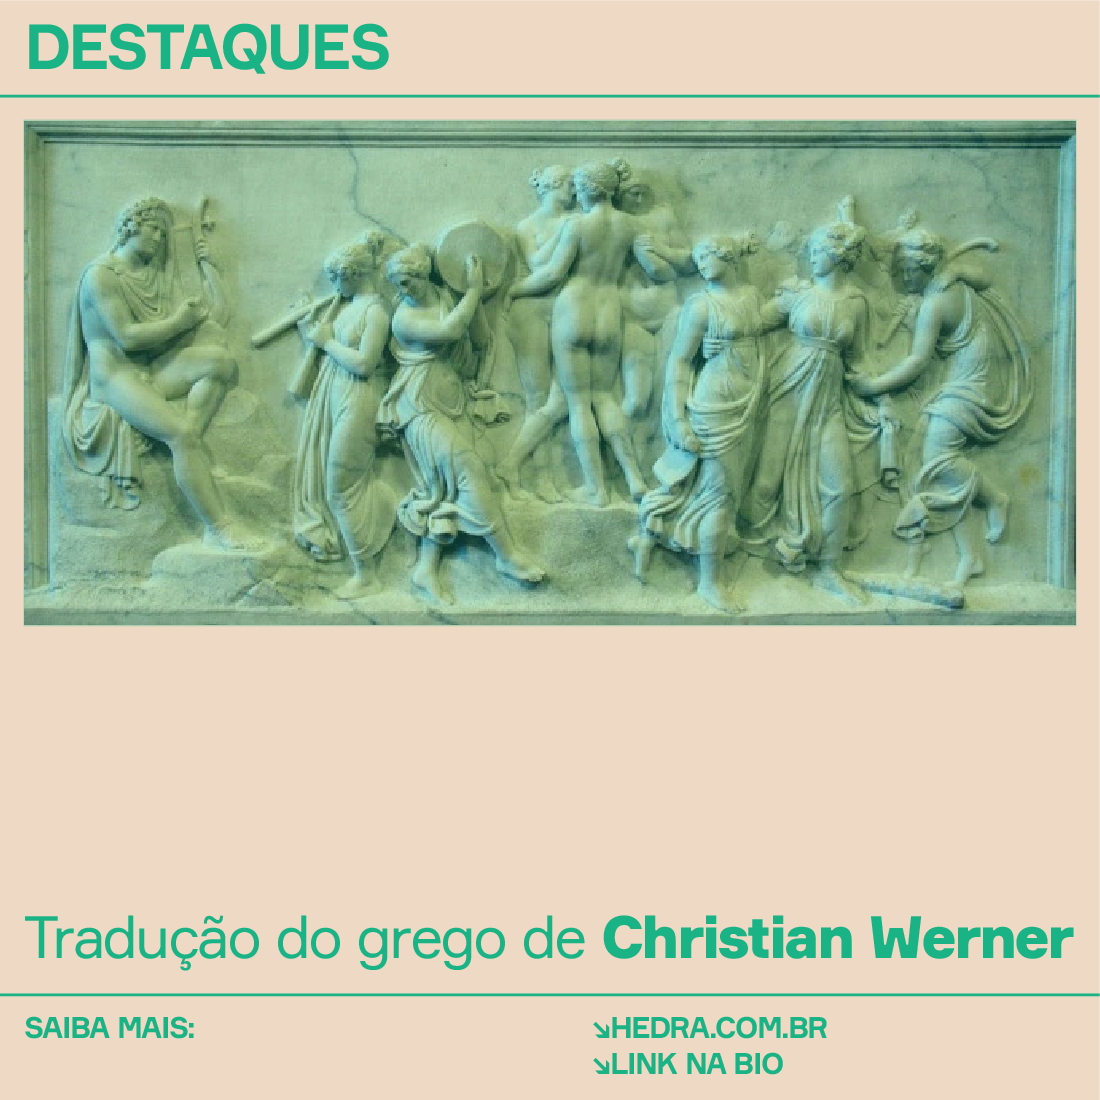 DESTAQUES
Tradução do grego de Christian Werner
SAIBA MAIS:
↘HEDRA.COM.BR
↘LINK NA BIO